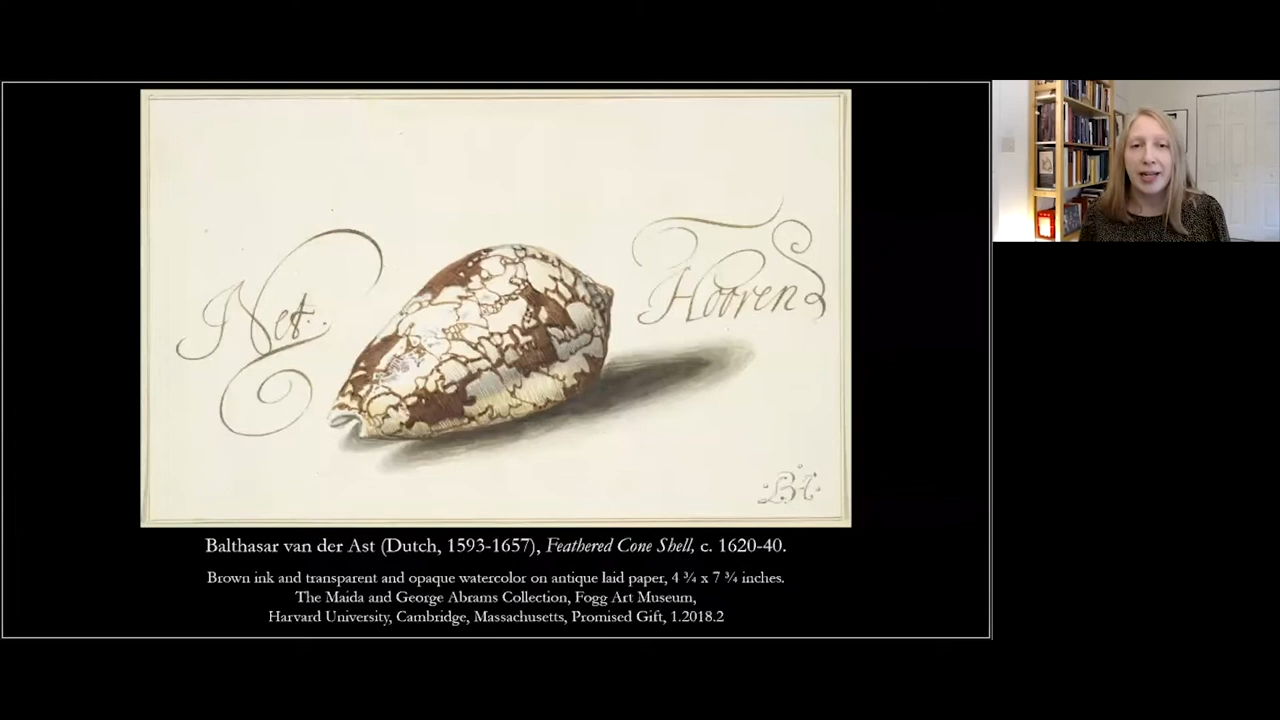 Net.
Hooren
Balthasar van der Ast (Dutch, 1593-1657), Feathered Cone Shell, c. 1620-40.
Brown ink and transparent and opaque watercolor on antique laid paper, 4 ¾ x 7 ¾ inches.
The Maida and George Abrams Collection, Fogg Art Museum,
Harvard University, Cambridge, Massachusetts, Promised Gift, 1.2018.2